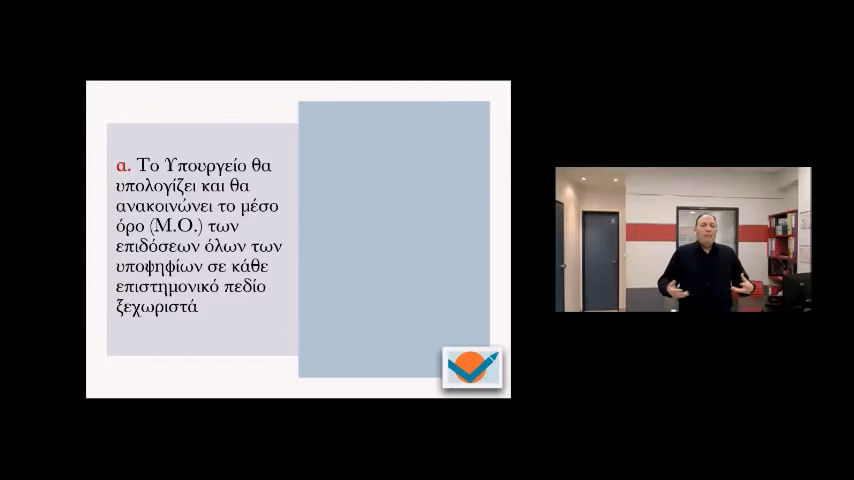 α. Το Υπουργείο θα
υπολογίζει και θα
ανακοινώνει το μέσο
όρο (Μ.Ο.) των
επιδόσεων όλων των
υποψηφίων σε κάθε
επιστημονικό πεδίο
ξεχωριστά